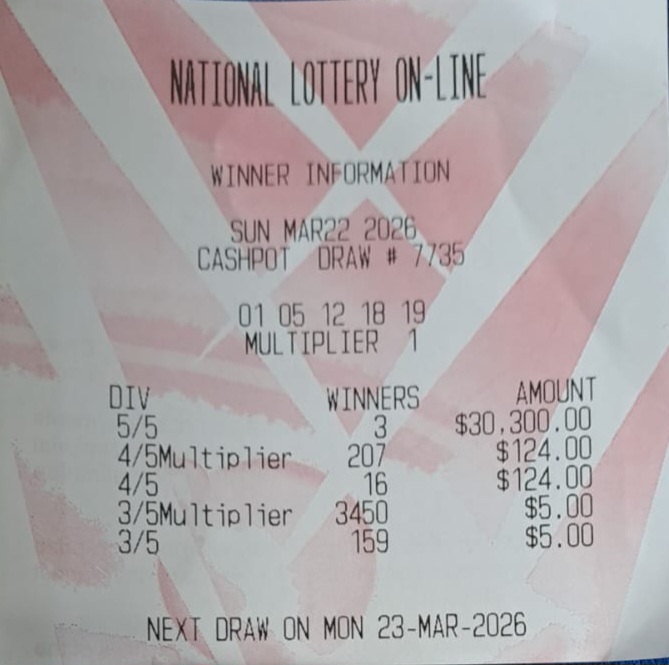 NATIONAL LOTTERY ON-LINE
WINNER INFORMATION
SUN MAR22 2026
CASHPOT DRAW # 7735
01 05 12 18 19
MULTIPLIER 1
DIV WINNERS AMOUNT
5/5 3 $30,300.00
4/5Multiplier 207 $124.00
4/5 16 $124.00
3/5Multiplier 3450 $5.00
3/5 159 $5.00
NEXT DRAW ON MON 23-MAR-2026